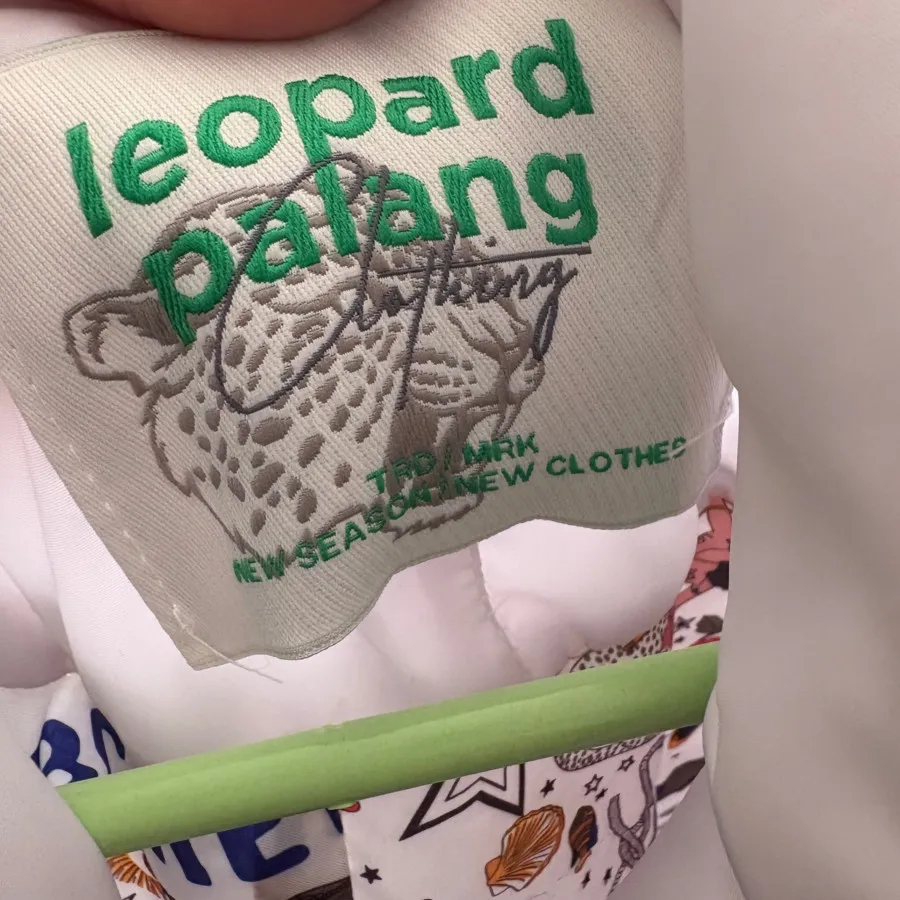 leopard
palang
Clothing
TRD / MRK
NEW SEASON / NEW CLOTHES